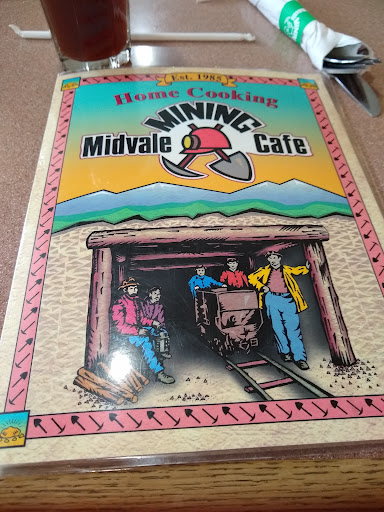 Est. 1985
Home Cooking
MINING
Midvale Cafe